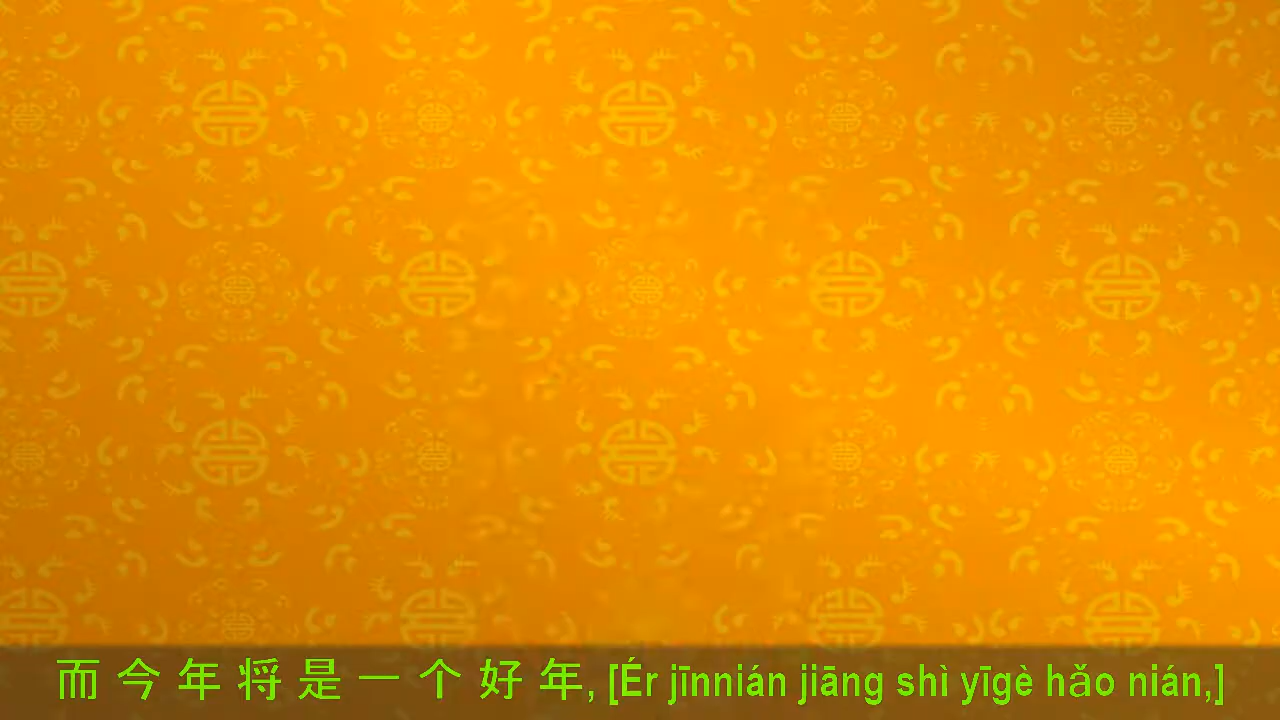 而 今 年 将 是 一 个 好 年, [Ér jīnnián jiāng shì yīgè hǎo nián,]